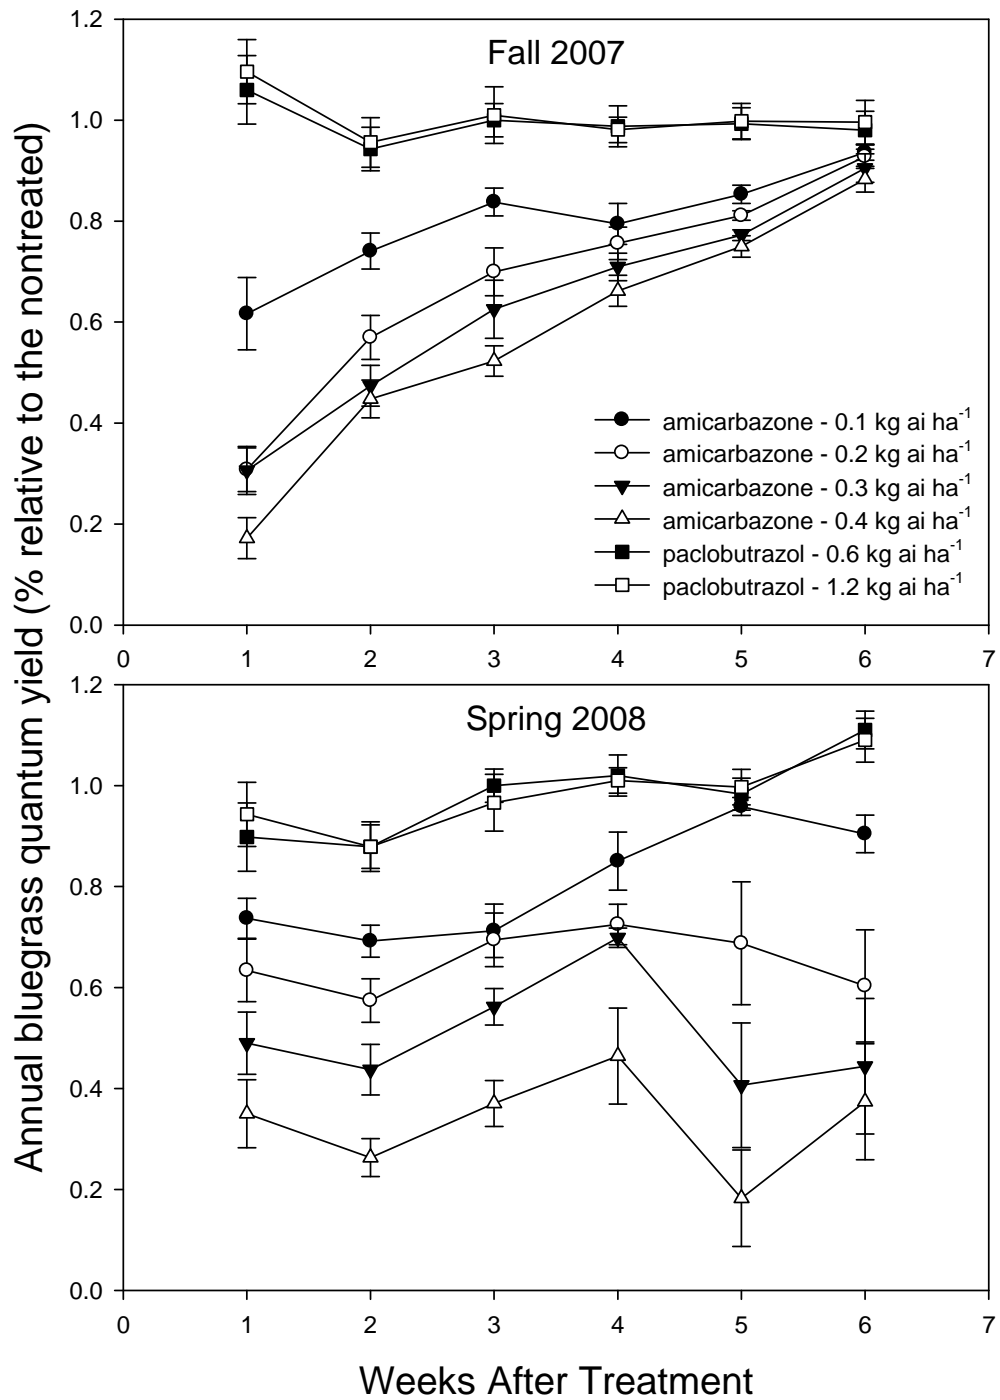 Annual bluegrass quantum yield (% relative to the nontreated)
1.2
1.0
0.8
0.6
0.4
0.2
0.0
Fall 2007
amicarbazone - 0.1 kg ai ha⁻¹
amicarbazone - 0.2 kg ai ha⁻¹
amicarbazone - 0.3 kg ai ha⁻¹
amicarbazone - 0.4 kg ai ha⁻¹
paclobutrazol - 0.6 kg ai ha⁻¹
paclobutrazol - 1.2 kg ai ha⁻¹
0 1 2 3 4 5 6 7
1.2
1.0
0.8
0.6
0.4
0.2
0.0
Spring 2008
0 1 2 3 4 5 6 7
Weeks After Treatment